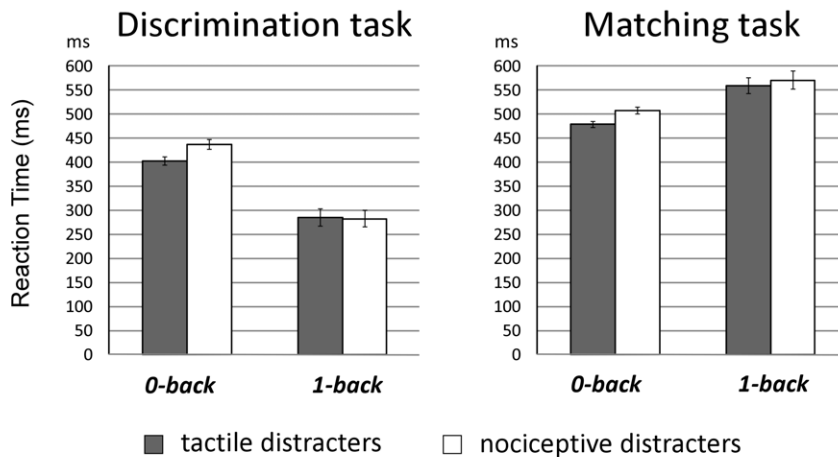 Discrimination task
ms
600
550
500
450
400
350
300
250
200
150
100
50
0
Reaction Time (ms)
0-back
1-back
Matching task
ms
600
550
500
450
400
350
300
250
200
150
100
50
0
0-back
1-back
tactile distracters
nociceptive distracters